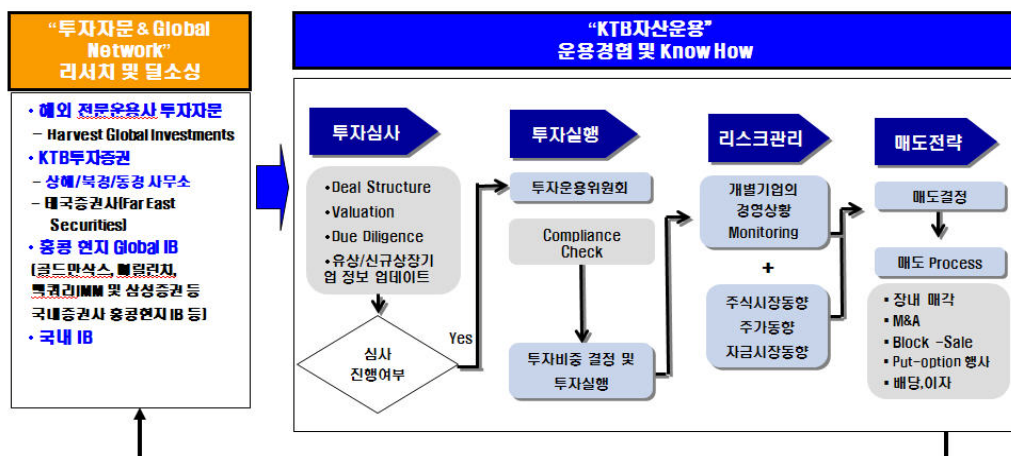 “투자자문 & Global
Network”
리서치 및 딜소싱
• 해외 전문운용사 투자자문
– Harvest Global Investments
• KTB투자증권
– 상해/북경/동경 사무소
– 태국증권사(Far East
Securities)
• 홍콩 현지 Global IB
(골드만삭스, 메릴린치,
맥쿼리IMM 및 삼성증권 등
국내증권사 홍콩현지 IB 등)
• 국내 IB
“KTB자산운용”
운용경험 및 Know How
투자심사
•Deal Structure
•Valuation
•Due Diligence
•유상/신규상장기
업 정보 업데이트
심사
진행여부
Yes
투자실행
투자운용위원회
Compliance
Check
투자비중 결정 및
투자실행
리스크관리
개별기업의
경영상황
Monitoring
+
주식시장동향
주가동향
자금시장동향
매도전략
매도결정
매도 Process
• 장내 매각
• M&A
• Block –Sale
• Put-option 행사
• 배당,이자